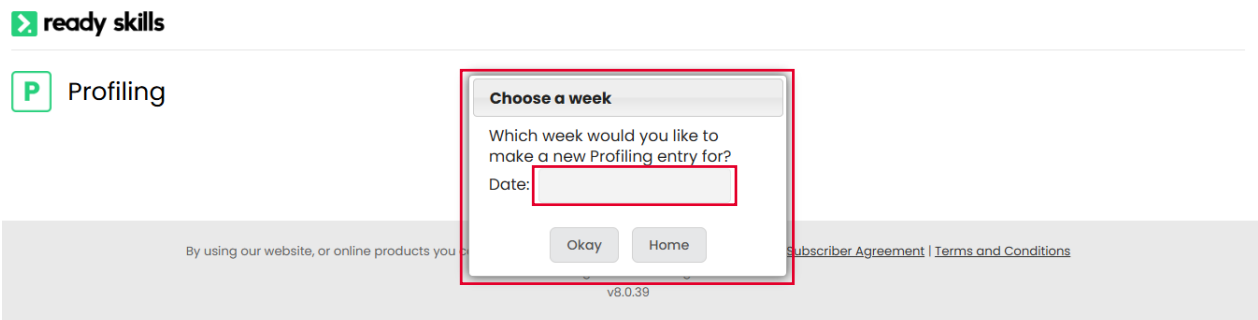 ready skills
P Profiling
Choose a week
Which week would you like to
make a new Profiling entry for?
Date:
Okay Home
By using our website, or online products you Subscriber Agreement | Terms and Conditions
v8.0.39